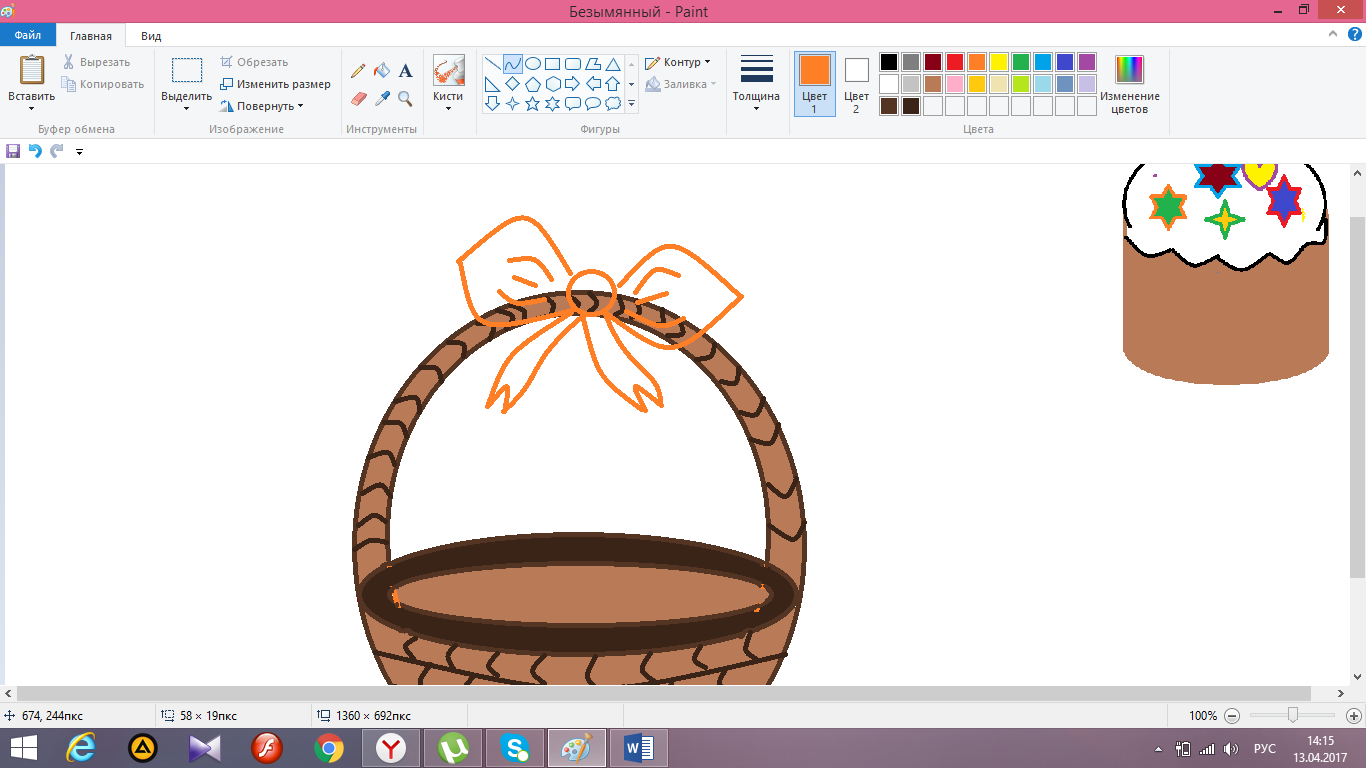 Безымянный - Paint
Файл
Главная
Вид
Вставить
Вырезать
Копировать
Буфер обмена
Выделить
Обрезать
Изменить размер
Повернуть
Изображение
A
Инструменты
Кисти
Контур
Заливка
Фигуры
Толщина
Цвет 1
Цвет 2
Изменение цветов
Цвета
674, 244пкс
58 × 19пкс
1360 × 692пкс
100%
РУС
14:15
13.04.2017